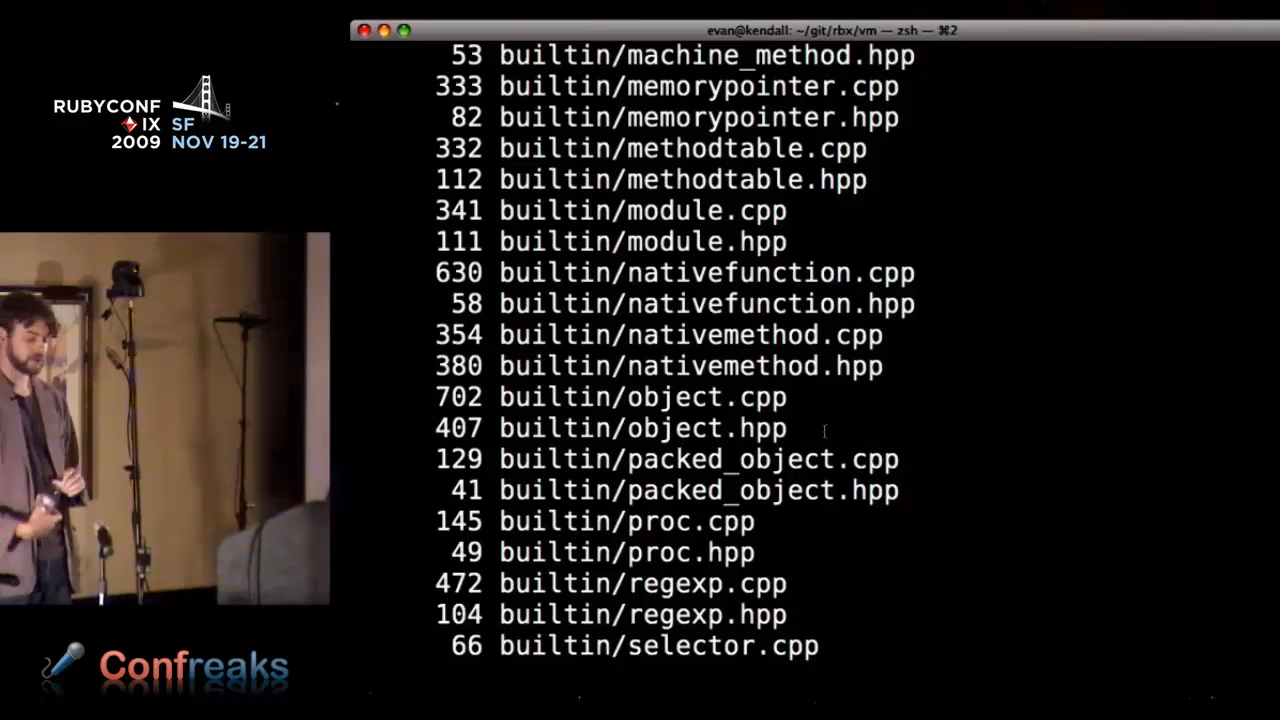 evan@kendall: ~/git/rbx/vm — zsh — ⌘2
RUBYCONF
IX SF
2009 NOV 19-21
53 builtin/machine_method.hpp
333 builtin/memorypointer.cpp
82 builtin/memorypointer.hpp
332 builtin/methodtable.cpp
112 builtin/methodtable.hpp
341 builtin/module.cpp
111 builtin/module.hpp
630 builtin/nativefunction.cpp
58 builtin/nativefunction.hpp
354 builtin/nativemethod.cpp
380 builtin/nativemethod.hpp
702 builtin/object.cpp
407 builtin/object.hpp
129 builtin/packed_object.cpp
41 builtin/packed_object.hpp
145 builtin/proc.cpp
49 builtin/proc.hpp
472 builtin/regexp.cpp
104 builtin/regexp.hpp
66 builtin/selector.cpp
Confreaks